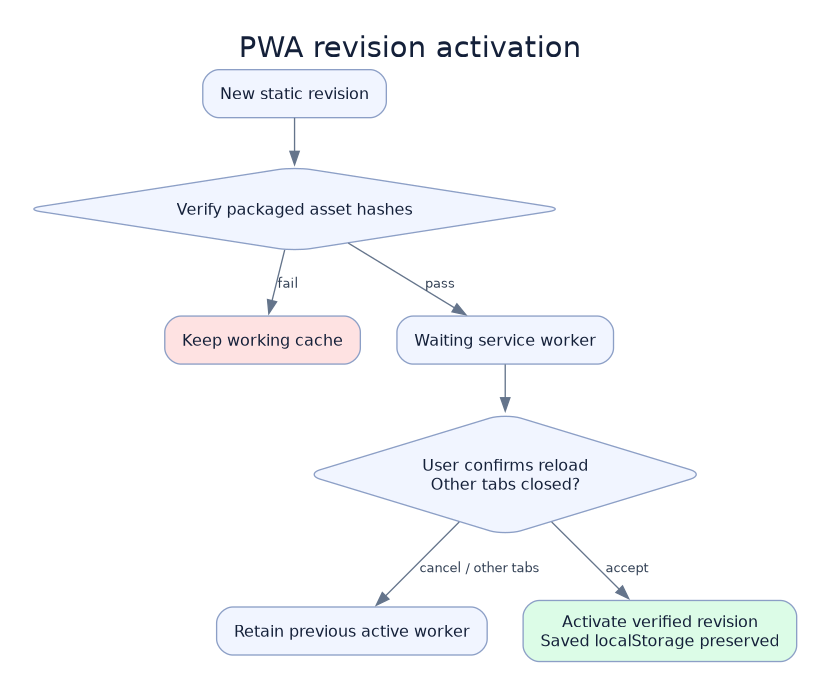 PWA revision activation
New static revision
Verify packaged asset hashes
fail
pass
Keep working cache
Waiting service worker
User confirms reload
Other tabs closed?
cancel / other tabs
accept
Retain previous active worker
Activate verified revision
Saved localStorage preserved